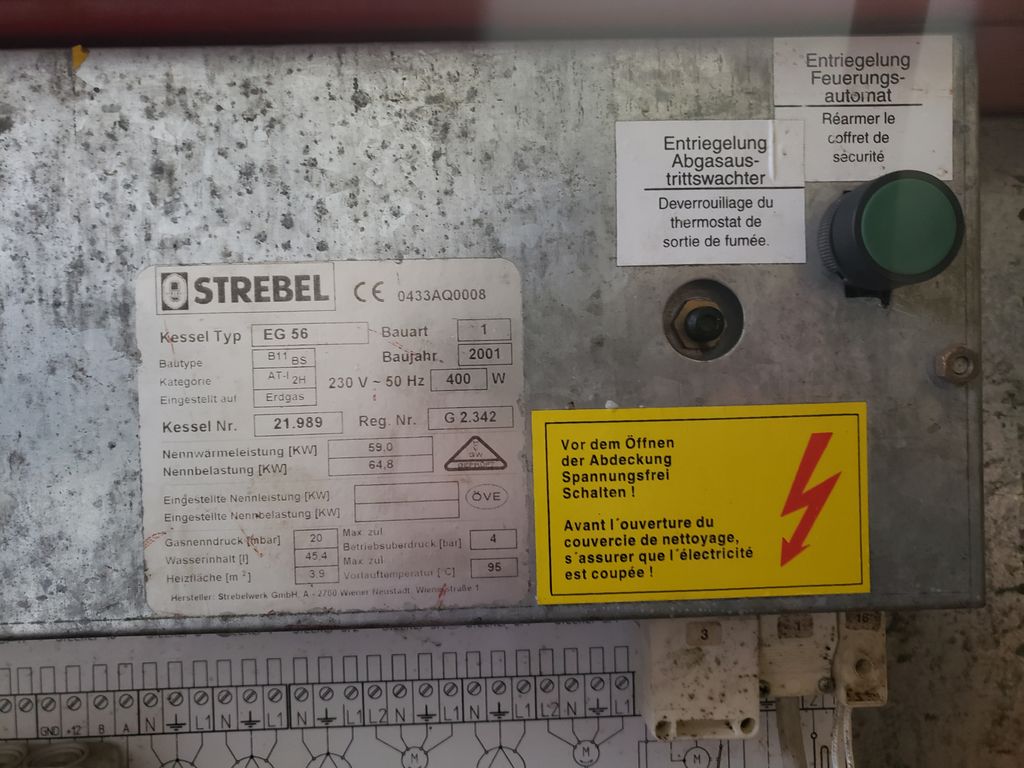 Entriegelung
Feuerungs-
automat
Réarmer le
coffret de
sécurité
Entriegelung
Abgasaus-
trittswachter
Deverrouillage du
thermostat de
sortie de fumée.
STREBEL CE 0433AQ0008
Kessel Typ EG 56 Bauart 1
Bautype B11 BS Baujahr 2001
Kategorie AT-I 2H 230 V ~ 50 Hz 400 W
Eingestellt auf Erdgas
Kessel Nr. 21.989 Reg. Nr. G 2.342
Nennwärmeleistung [KW] 59,0
Nennbelastung [KW] 64,8
GEPRÜFT
Eingestellte Nennleistung [KW] ÖVE
Eingestellte Nennbelastung [KW]
Gasnenndruck [mbar] 20 Max zul
Betriebsüberdruck [bar] 4
Wasserinhalt [l] 45,4 Max zul
Heizfläche [m²] 3,9 Vorlauftemperatur [°C] 95
Hersteller: Strebelwerk GmbH, A - 2700 Wiener Neustadt, Wienerstraße 1
Vor dem Öffnen
der Abdeckung
Spannungsfrei
Schalten !
Avant l´ouverture du
couvercie de nettoyage,
s´assurer que l´électricité
est coupée !
3 1 16
GND +12 B A N L1 N L1 N L1 L2 N L1 N L1 L2 N L1
M M M